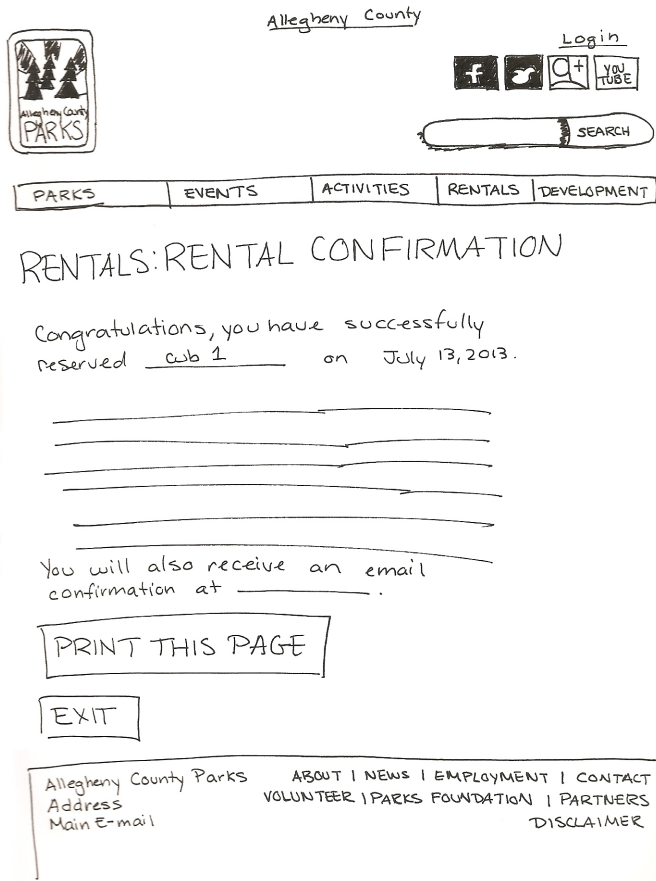 Allegheny County
Login
f g+ YOU
TUBE
Allegheny County
PARKS
SEARCH
PARKS EVENTS ACTIVITIES RENTALS DEVELOPMENT
RENTALS: RENTAL CONFIRMATION
Congratulations, you have successfully
reserved cub 1 on July 13, 2013.
You will also receive an email
confirmation at ________.
PRINT THIS PAGE
EXIT
Allegheny County Parks
Address
Main E-mail
ABOUT | NEWS | EMPLOYMENT | CONTACT
VOLUNTEER | PARKS FOUNDATION | PARTNERS
DISCLAIMER